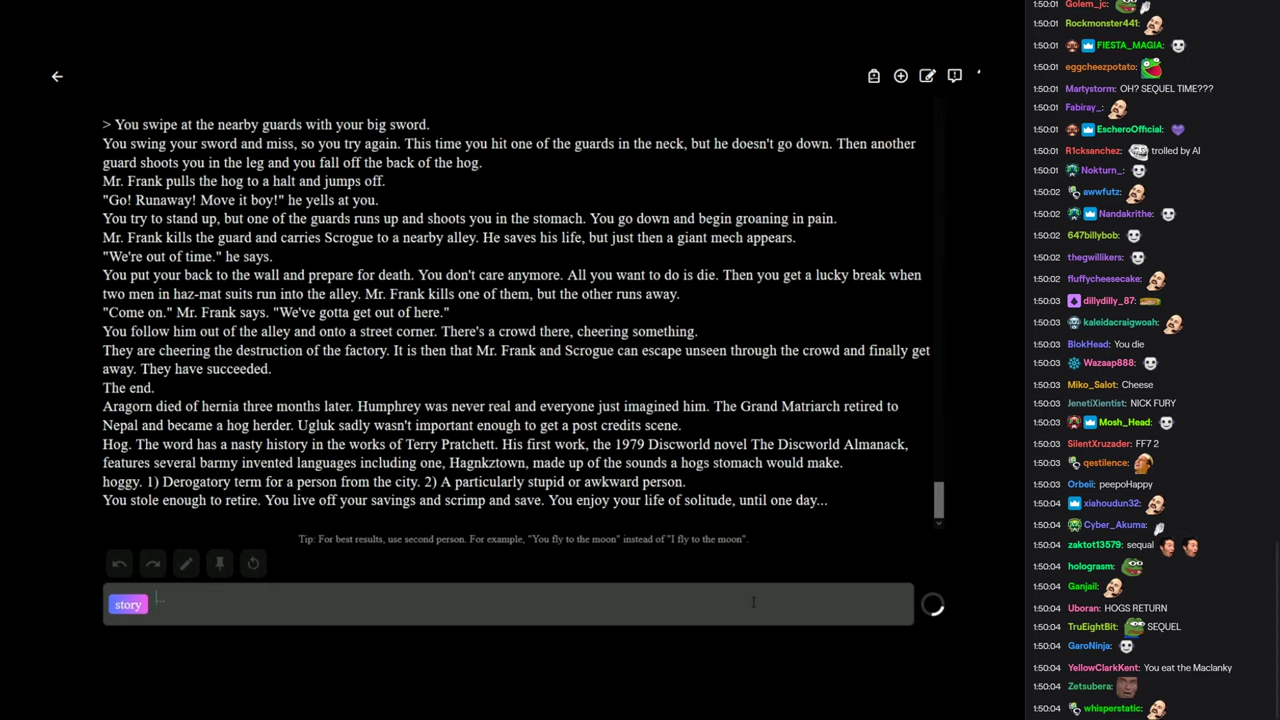 > You swipe at the nearby guards with your big sword.
You swing your sword and miss, so you try again. This time you hit one of the guards in the neck, but he doesn't go down. Then another
guard shoots you in the leg and you fall off the back of the hog.
Mr. Frank pulls the hog to a halt and jumps off.
"Go! Runaway! Move it boy!" he yells at you.
You try to stand up, but one of the guards runs up and shoots you in the stomach. You go down and begin groaning in pain.
Mr. Frank kills the guard and carries Scrogue to a nearby alley. He saves his life, but just then a giant mech appears.
"We're out of time." he says.
You put your back to the wall and prepare for death. You don't care anymore. All you want to do is die. Then you get a lucky break when
two men in haz-mat suits run into the alley. Mr. Frank kills one of them, but the other runs away.
"Come on." Mr. Frank says. "We've gotta get out of here."
You follow him out of the alley and onto a street corner. There's a crowd there, cheering something.
They are cheering the destruction of the factory. It is then that Mr. Frank and Scrogue can escape unseen through the crowd and finally get
away. They have succeeded.
The end.
Aragorn died of hernia three months later. Humphrey was never real and everyone just imagined him. The Grand Matriarch retired to
Nepal and became a hog herder. Ugluk sadly wasn't important enough to get a post credits scene.
Hog. The word has a nasty history in the works of Terry Pratchett. His first work, the 1979 Discworld novel The Discworld Almanack,
features several barmy invented languages including one, Hagnkztown, made up of the sounds a hogs stomach would make.
hoggy. 1) Derogatory term for a person from the city. 2) A particularly stupid or awkward person.
You stole enough to retire. You live off your savings and scrimp and save. You enjoy your life of solitude, until one day...
Tip: For best results, use second person. For example, "You fly to the moon" instead of "I fly to the moon".
story
1:50:01 Golem_jc:
1:50:01 Rockmonster441:
1:50:01 FIESTA_MAGIA:
1:50:01 eggcheezpotato:
1:50:01 Martystorm: OH? SEQUEL TIME???
1:50:01 Fabiray_:
1:50:01 EscheroOfficial:
1:50:01 R1cksanchez: trolled by AI
1:50:01 Nokturn_:
1:50:02 awwfutz:
1:50:02 Nandakrithe:
1:50:02 647billybob:
1:50:02 thegwillikers:
1:50:02 fluffycheesecake:
1:50:03 dillydilly_87:
1:50:03 kaleidacraigwoah:
1:50:03 BlokHead: You die
1:50:03 Wazaap888:
1:50:03 Miko_Salot: Cheese
1:50:03 JenetiXientist: NICK FURY
1:50:03 Mosh_Head:
1:50:03 SilentXruzader: FF7 2
1:50:03 qestilence:
1:50:03 Orbeii: peepoHappy
1:50:04 xiahoudun32:
1:50:04 Cyber_Akuma:
1:50:04 zaktot13579: sequal
1:50:04 holograsm:
1:50:04 Ganjail:
1:50:04 Uboran: HOGS RETURN
1:50:04 TruEightBit: SEQUEL
1:50:04 GaroNinja:
1:50:04 YellowClarkKent: You eat the Maclanky
1:50:04 Zetsubera:
1:50:04 whisperstatic: